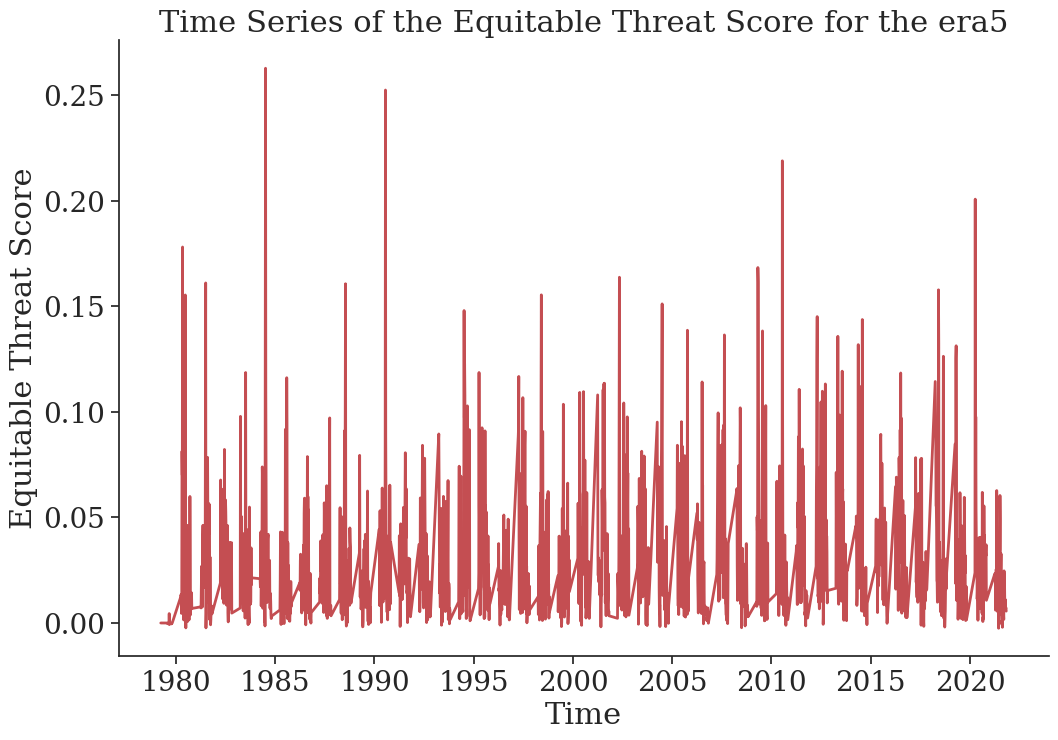 Time Series of the Equitable Threat Score for the era5
Equitable Threat Score
0.25
0.20
0.15
0.10
0.05
0.00
1980 1985 1990 1995 2000 2005 2010 2015 2020
Time